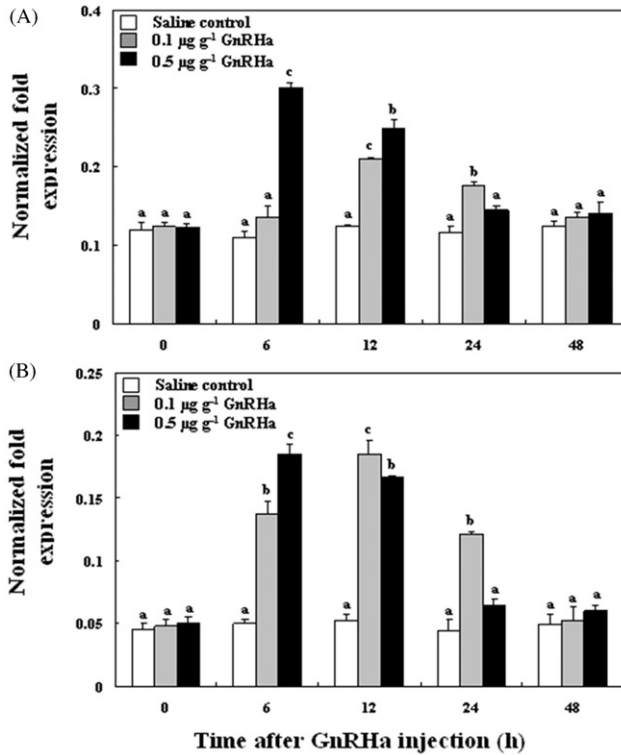 (A)
0.4
Saline control
0.1 µg g⁻¹ GnRHa
0.5 µg g⁻¹ GnRHa
0.3
0.2
0.1
0
Normalized fold
expression
a a a
a a c
a c b
a b a
a a a
0 6 12 24 48
(B)
0.25
Saline control
0.1 µg g⁻¹ GnRHa
0.5 µg g⁻¹ GnRHa
0.2
0.15
0.1
0.05
0
Normalized fold
expression
a a a
a b c
a c b
a b a
a a a
0 6 12 24 48
Time after GnRHa injection (h)